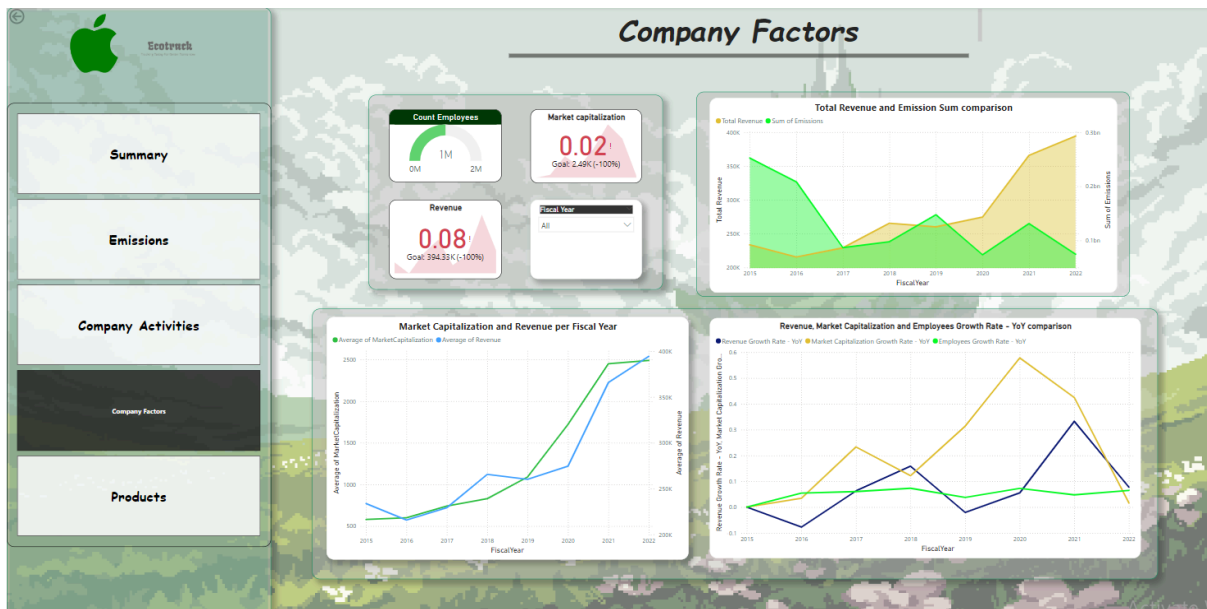 Company Factors
Ecotrack
Summary
Emissions
Company Activities
Company Factors
Products
Count Employees
1M
0M
2M
Market capitalization
0.02!
Goal: 2.49K (-100%)
Revenue
0.08!
Goal: 394.33K (-100%)
Fiscal Year
All
Total Revenue and Emission Sum comparison
Total Revenue
Sum of Emissions
400K
350K
300K
250K
200K
Total Revenue
0.3bn
0.2bn
0.1bn
Sum of Emissions
2015
2016
2017
2018
2019
2020
2021
2022
FiscalYear
Market Capitalization and Revenue per Fiscal Year
Average of MarketCapitalization
Average of Revenue
2500
2000
1500
1000
500
Average of MarketCapitalization
400K
350K
300K
250K
200K
Average of Revenue
2015
2016
2017
2018
2019
2020
2021
2022
FiscalYear
Revenue, Market Capitalization and Employees Growth Rate - YoY comparison
Revenue Growth Rate - YoY
Market Capitalization Growth Rate - YoY
Employees Growth Rate - YoY
0.6
0.5
0.4
0.3
0.2
0.1
0.0
0.1
Revenue Growth Rate - YoY, Market Capitalization Gro...
2015
2016
2017
2018
2019
2020
2021
2022
FiscalYear